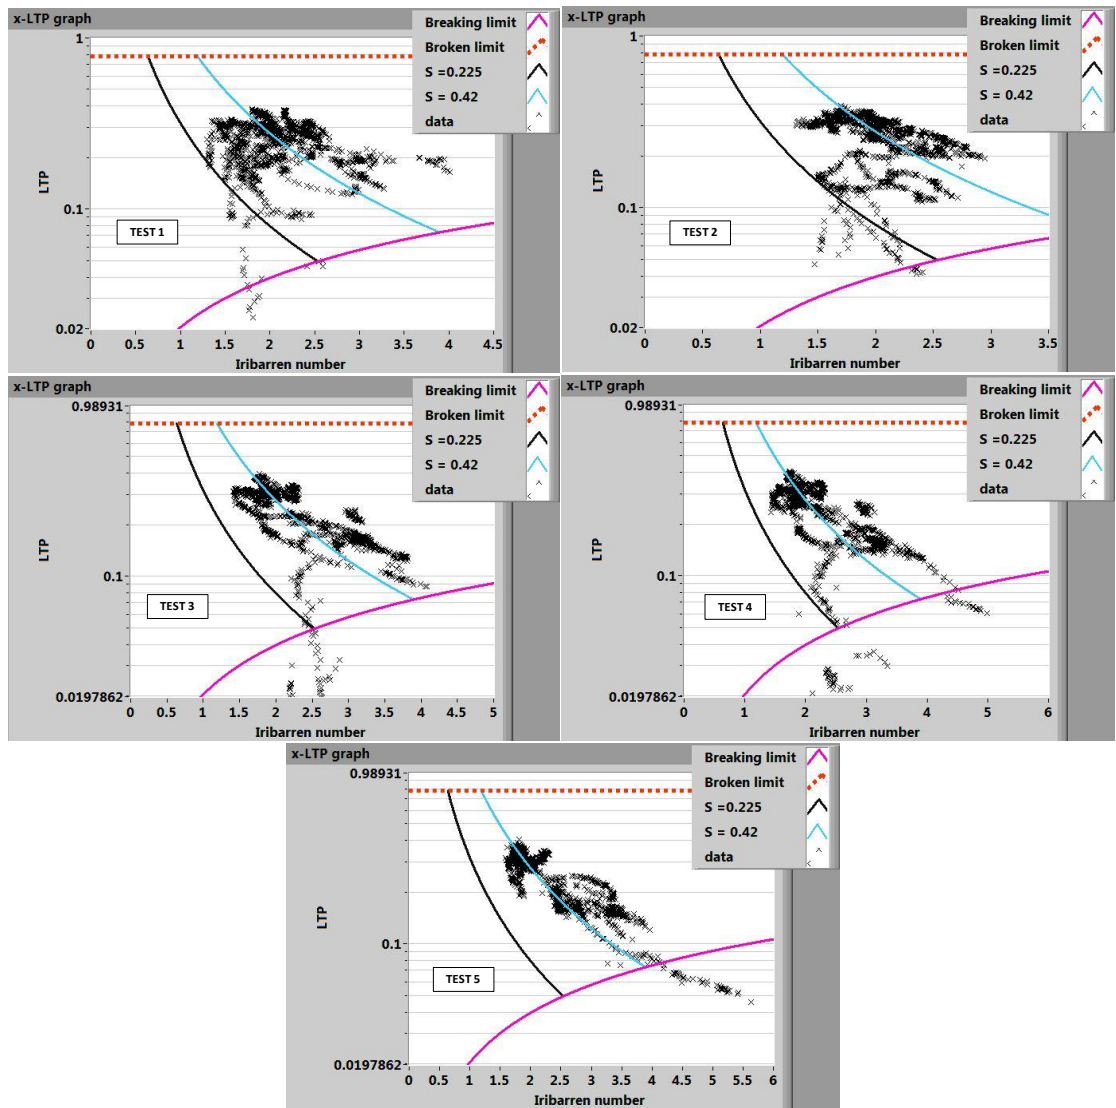 x-LTP graph
Breaking limit
Broken limit
S =0.225
S = 0.42
data
1
0.1
0.02
LTP
TEST 1
0 0.5 1 1.5 2 2.5 3 3.5 4 4.5
Iribarren number
x-LTP graph
Breaking limit
Broken limit
S =0.225
S = 0.42
data
1
0.1
0.02
LTP
TEST 2
0 1 1.5 2 2.5 3 3.5
Iribarren number
x-LTP graph
Breaking limit
Broken limit
S =0.225
S = 0.42
data
0.98931
0.1
0.0197862
LTP
TEST 3
0 0.5 1 1.5 2 2.5 3 3.5 4 4.5 5
Iribarren number
x-LTP graph
Breaking limit
Broken limit
S =0.225
S = 0.42
data
0.98931
0.1
0.0197862
LTP
TEST 4
0 1 2 3 4 5 6
Iribarren number
x-LTP graph
Breaking limit
Broken limit
S =0.225
S = 0.42
data
0.98931
0.1
0.0197862
LTP
TEST 5
0 0.5 1 1.5 2 2.5 3 3.5 4 4.5 5 5.5 6
Iribarren number